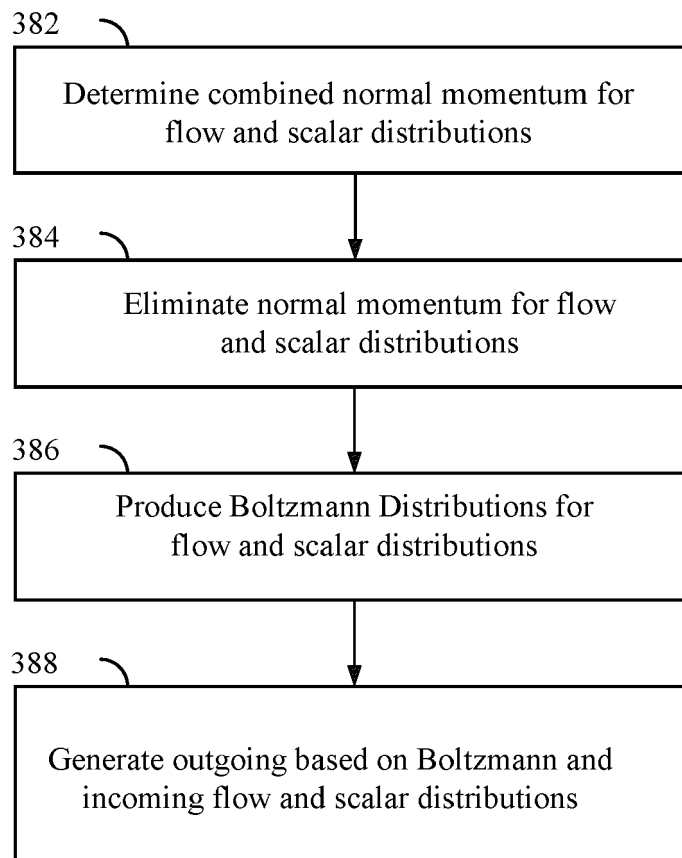 382
Determine combined normal momentum for
flow and scalar distributions
384
Eliminate normal momentum for flow
and scalar distributions
386
Produce Boltzmann Distributions for
flow and scalar distributions
388
Generate outgoing based on Boltzmann and
incoming flow and scalar distributions